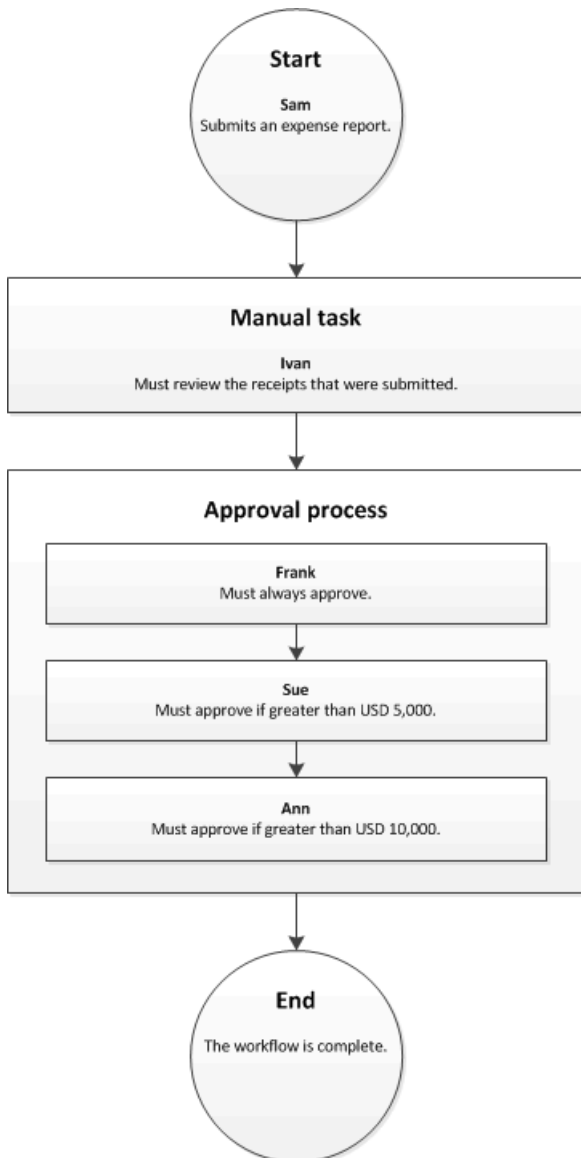 Start
Sam
Submits an expense report.
Manual task
Ivan
Must review the receipts that were submitted.
Approval process
Frank
Must always approve.
Sue
Must approve if greater than USD 5,000.
Ann
Must approve if greater than USD 10,000.
End
The workflow is complete.